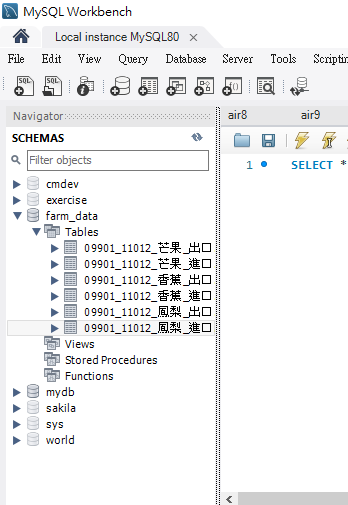 MySQL Workbench
Local instance MySQL80 ×
File Edit View Query Database Server Tools Scripting
Navigator
SCHEMAS
Filter objects
cmdev
exercise
farm_data
Tables
09901_11012_芒果_出口
09901_11012_芒果_進口
09901_11012_香蕉_出口
09901_11012_香蕉_進口
09901_11012_鳳梨_出口
09901_11012_鳳梨_進口
Views
Stored Procedures
Functions
mydb
sakila
sys
world
air8 air9
1 SELECT *